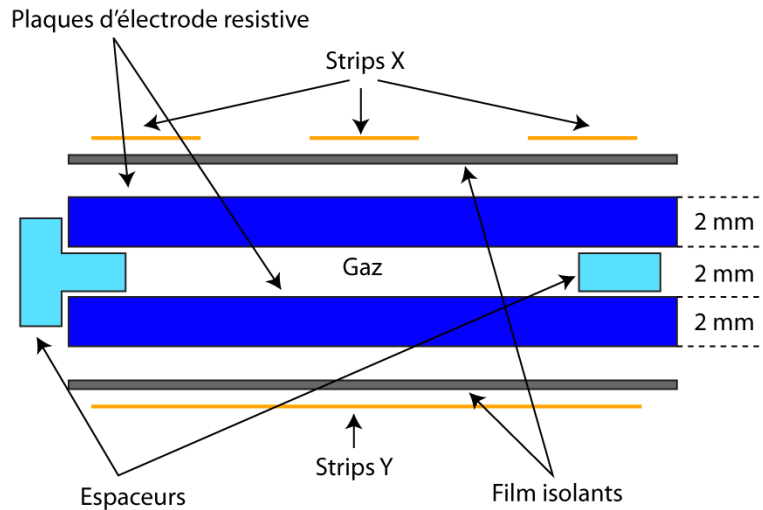 Plaques d'électrode resistive
Strips X
2 mm
Gaz
2 mm
2 mm
Strips Y
Espaceurs
Film isolants